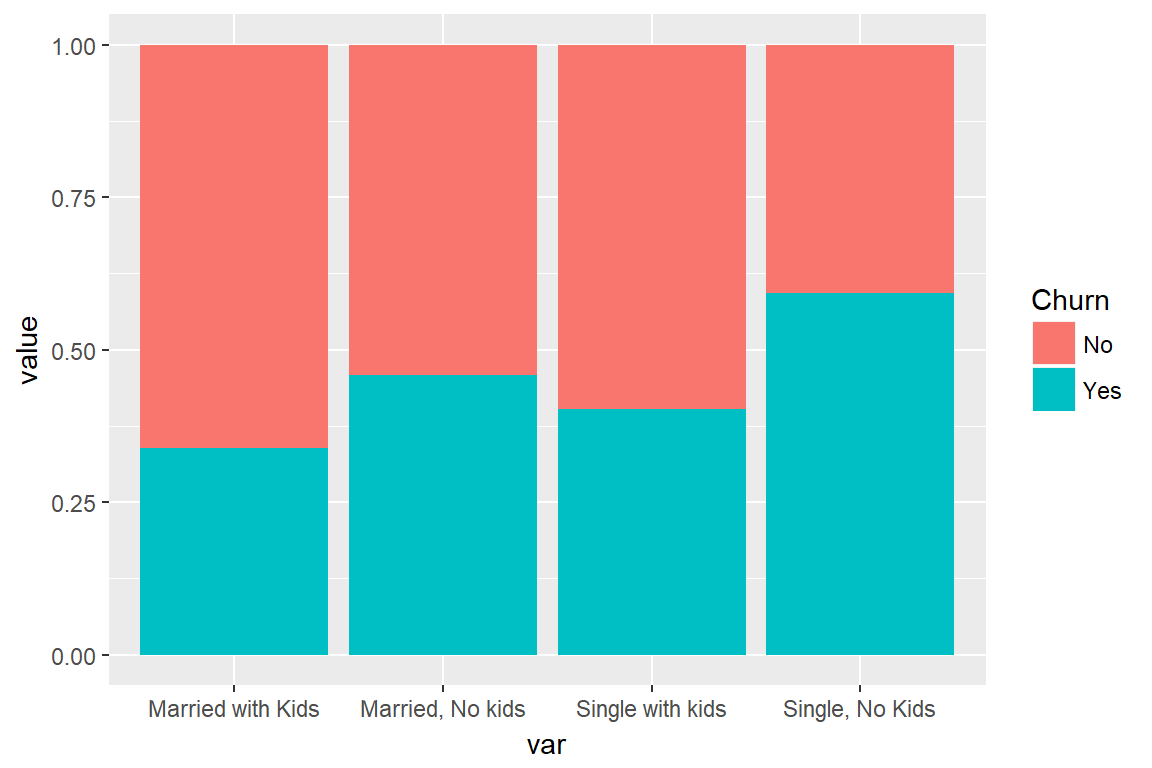 1.00
0.75
0.50
0.25
0.00
value
Married with Kids
Married, No kids
Single with kids
Single, No Kids
var
Churn
No
Yes